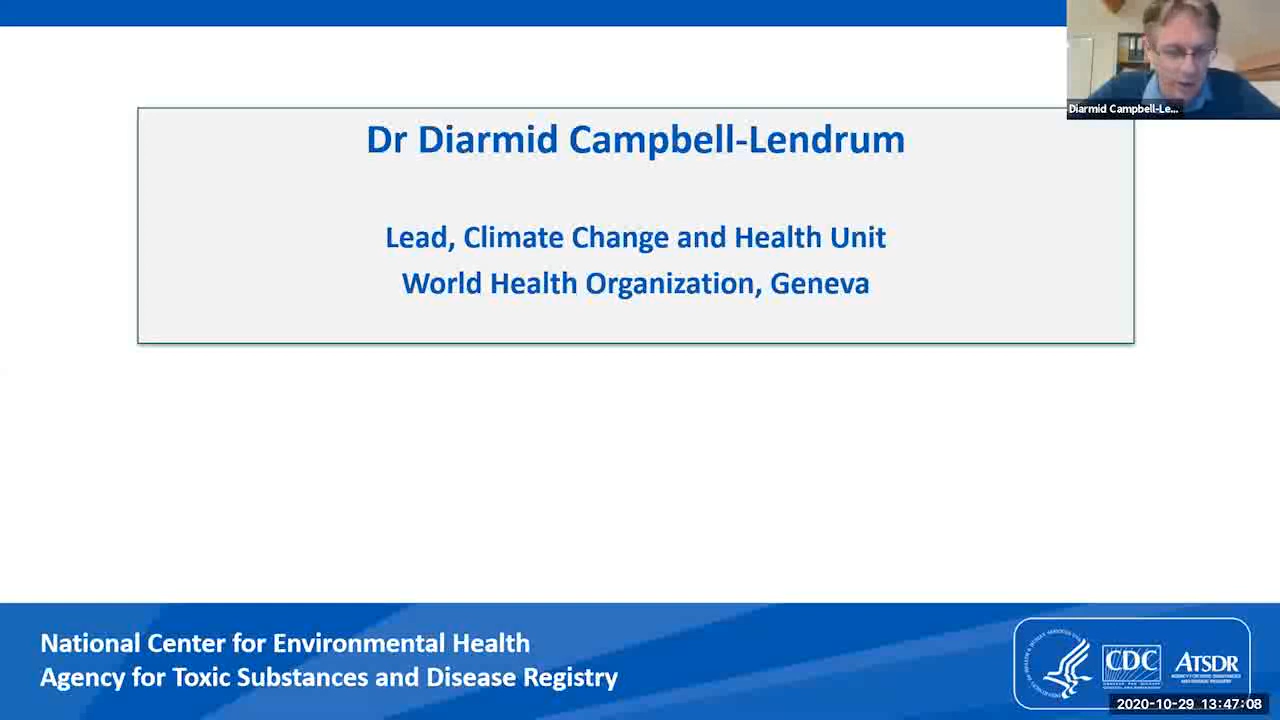 Diarmid Campbell-Le...
Dr Diarmid Campbell-Lendrum
Lead, Climate Change and Health Unit
World Health Organization, Geneva
National Center for Environmental Health
Agency for Toxic Substances and Disease Registry
CDC
ATSDR
2020-10-29 13:47:08